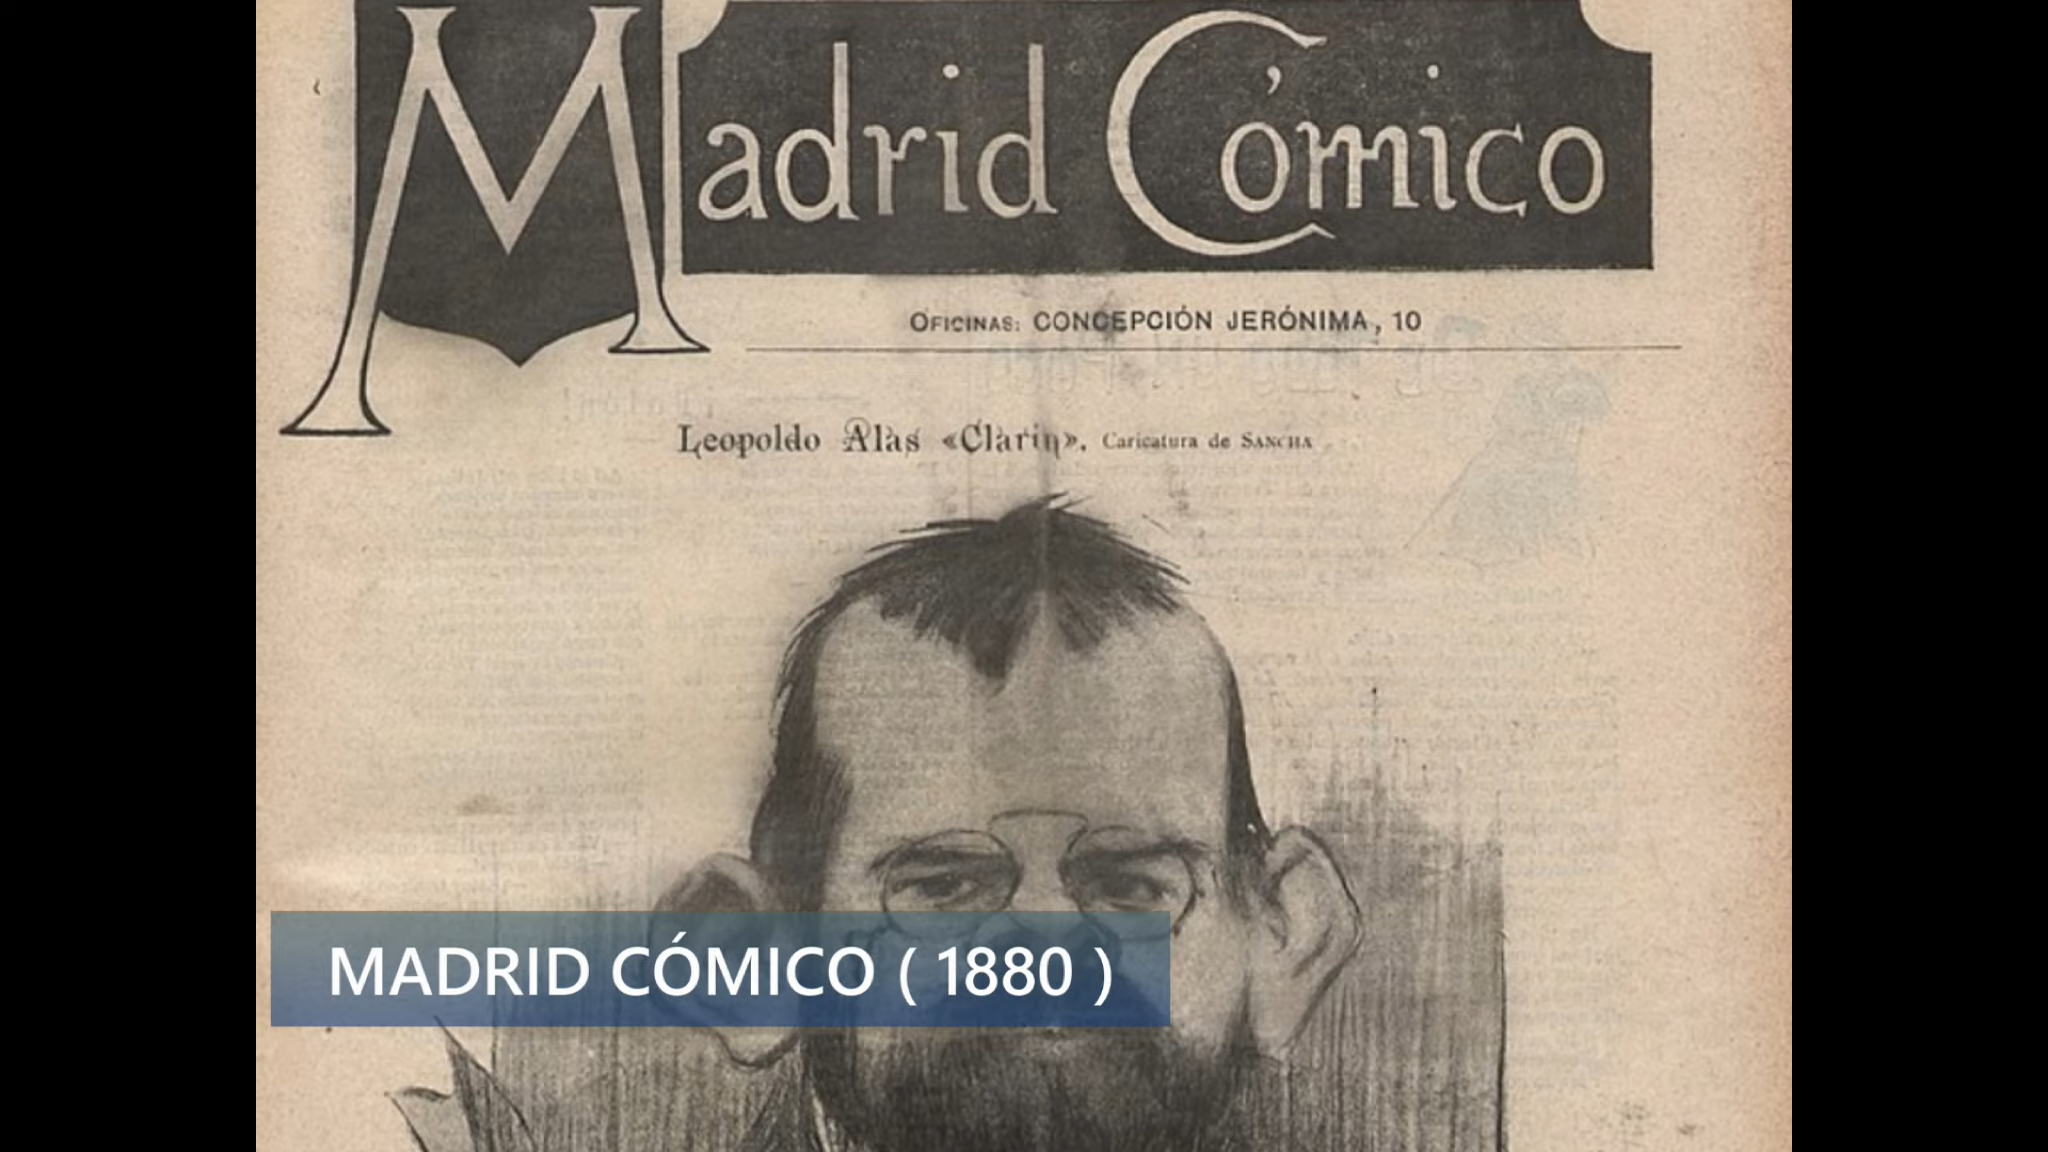 Madrid Cómico
OFICINAS: CONCEPCIÓN JERÓNIMA, 10
Leopoldo Alas «Clarín». Caricatura de SANCHA
MADRID CÓMICO ( 1880 )